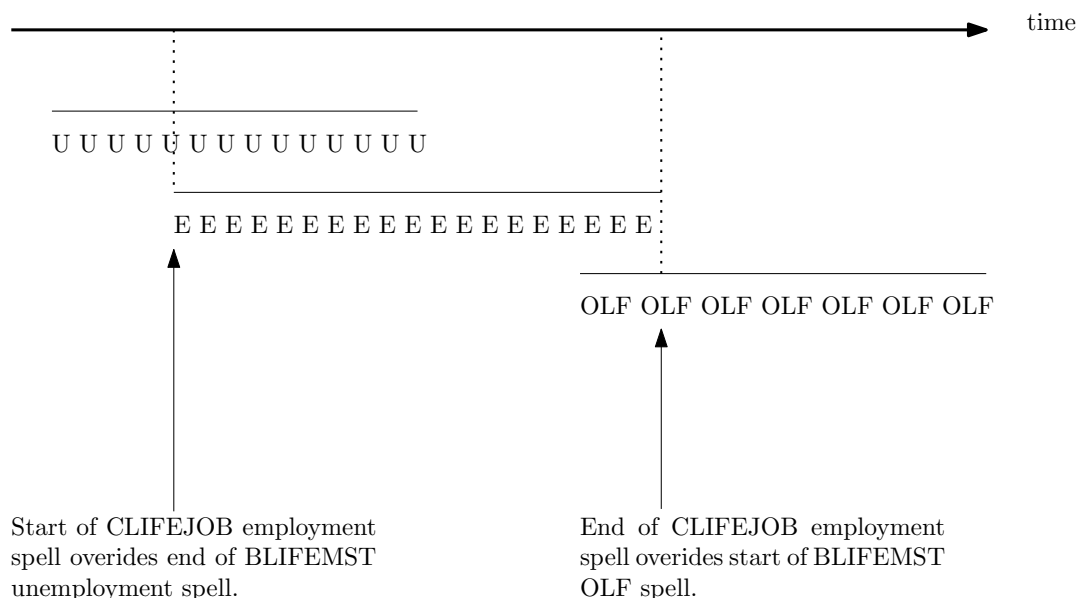 time
U U U U U U U U U U U U U U
E E E E E E E E E E E E E E E E E E E
OLF OLF OLF OLF OLF OLF OLF
Start of CLIFEJOB employment
spell overides end of BLIFEMST
unemployment spell.
End of CLIFEJOB employment
spell overides start of BLIFEMST
OLF spell.